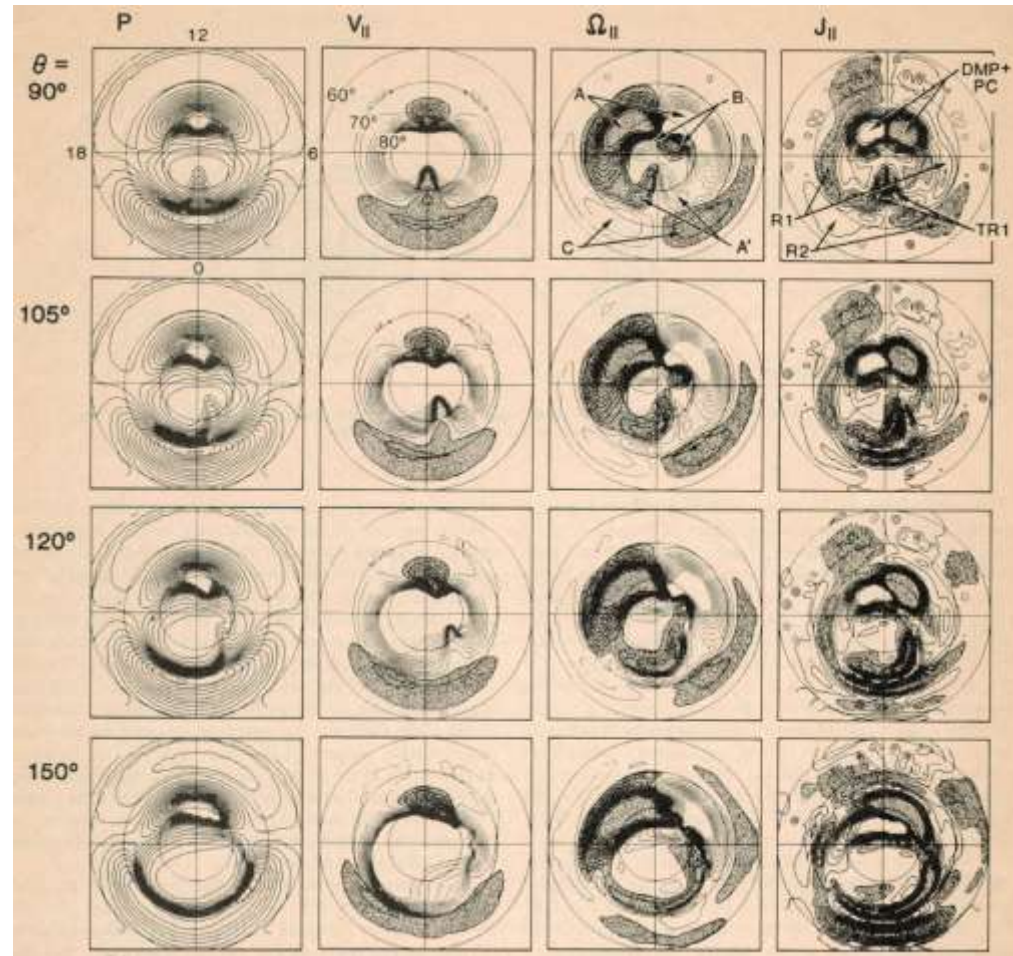 P V∥ Ω∥ J∥
12
θ =
90°
60°
70°
80°
18
6
0
A
B
C
A'
DMP+
PC
R1
R2
TR1
105°
120°
150°